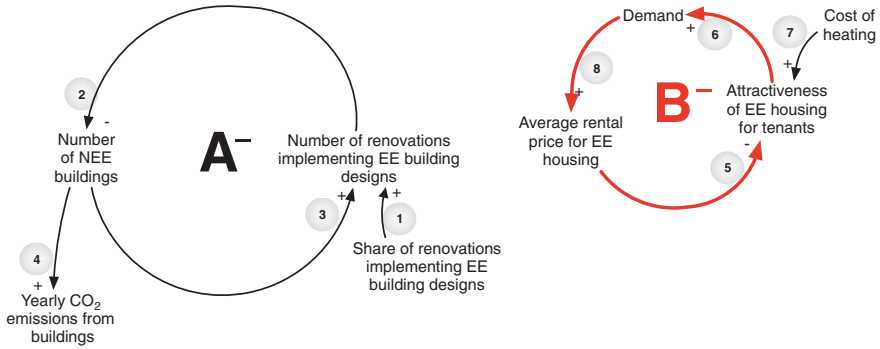 2
-
Number
of NEE
buildings
A–
Number of renovations
implementing EE building
designs
3
+
+
1
Share of renovations
implementing EE
building designs
4
+
Yearly CO₂
emissions from
buildings
Demand
+
6
7
Cost of
heating
+
8
+
B–
Attractiveness
of EE housing
for tenants
-
5
Average rental
price for EE
housing